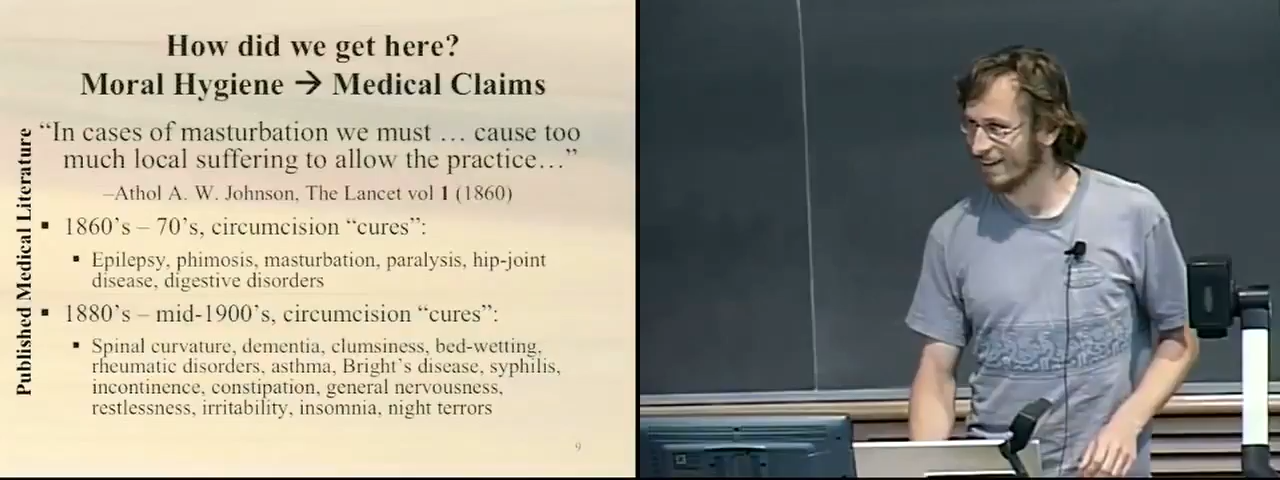 How did we get here?
Moral Hygiene → Medical Claims
Published Medical Literature
“In cases of masturbation we must … cause too
much local suffering to allow the practice…”
–Athol A. W. Johnson, The Lancet vol 1 (1860)
▪ 1860’s – 70’s, circumcision “cures”:
▪ Epilepsy, phimosis, masturbation, paralysis, hip-joint
disease, digestive disorders
▪ 1880’s – mid-1900’s, circumcision “cures”:
▪ Spinal curvature, dementia, clumsiness, bed-wetting,
rheumatic disorders, asthma, Bright’s disease, syphilis,
incontinence, constipation, general nervousness,
restlessness, irritability, insomnia, night terrors
9